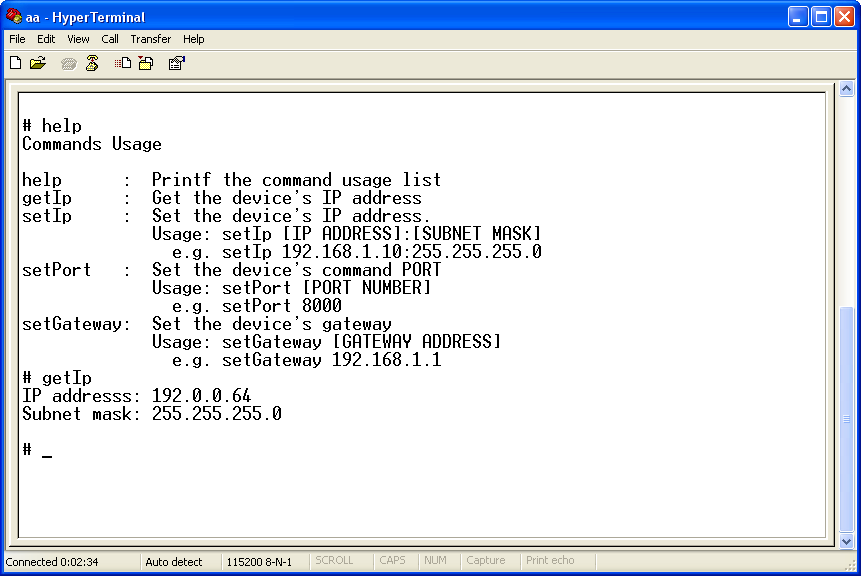 aa - HyperTerminal
File Edit View Call Transfer Help
# help
Commands Usage
help      :  Printf the command usage list
getIp     :  Get the device's IP address
setIp     :  Set the device's IP address.
             Usage: setIp [IP ADDRESS]:[SUBNET MASK]
               e.g. setIp 192.168.1.10:255.255.255.0
setPort   :  Set the device's command PORT
             Usage: setPort [PORT NUMBER]
               e.g. setPort 8000
setGateway:  Set the device's gateway
             Usage: setGateway [GATEWAY ADDRESS]
               e.g. setGateway 192.168.1.1
# getIp
IP addresss: 192.0.0.64
Subnet mask: 255.255.255.0
# _
Connected 0:02:34 Auto detect 115200 8-N-1 SCROLL CAPS NUM Capture Print echo